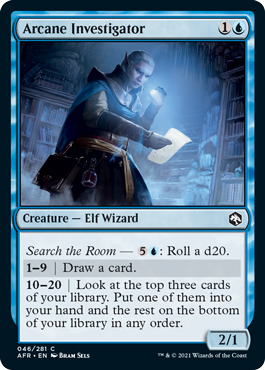 Arcane Investigator 1
Creature — Elf Wizard
Search the Room — 5 : Roll a d20.
1–9 | Draw a card.
10–20 | Look at the top three cards
of your library. Put one of them into
your hand and the rest on the bottom
of your library in any order.
2/1
046/281 C
AFR • EN Bram Sels
™ & © 2021 Wizards of the Coast